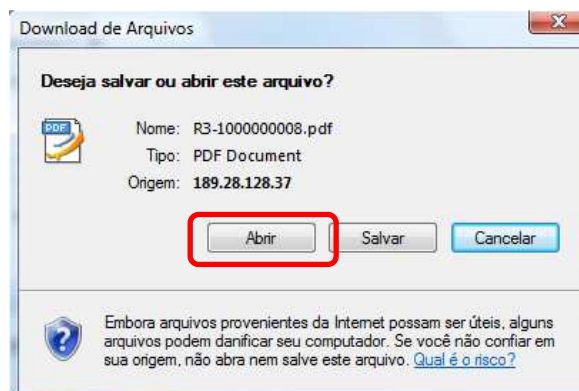 Download de Arquivos
Deseja salvar ou abrir este arquivo?
PDF
Nome: R3-1000000008.pdf
Tipo: PDF Document
Origem: 189.28.128.37
Abrir Salvar Cancelar
Embora arquivos provenientes da Internet possam ser úteis, alguns
arquivos podem danificar seu computador. Se você não confiar em
sua origem, não abra nem salve este arquivo. Qual é o risco?